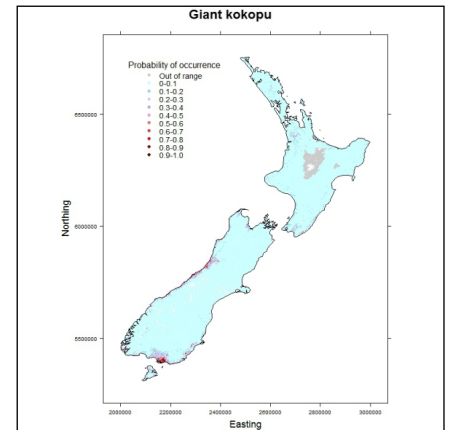 Giant kokopu
Probability of occurrence
Out of range
0-0.1
0.1-0.2
0.2-0.3
0.3-0.4
0.4-0.5
0.5-0.6
0.6-0.7
0.7-0.8
0.8-0.9
0.9-1.0
6500000
6000000
5500000
Northing
2000000 2200000 2400000 2600000 2800000 3000000
Easting